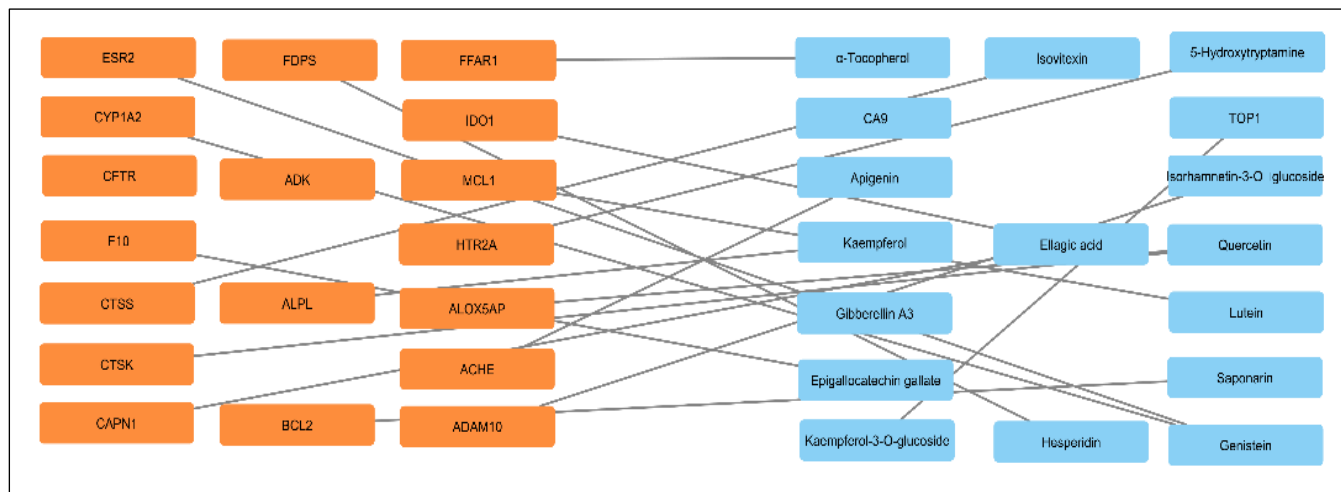 ESR2
FDPS
FFAR1
α-Tocopherol
Isovitexin
5-Hydroxytryptamine
CYP1A2
IDO1
CA9
TOP1
CFTR
ADK
MCL1
Apigenin
Isorhamnetin-3-O glucoside
F10
HTR2A
Kaempferol
Ellagic acid
Quercetin
CTSS
ALPL
ALOX5AP
Gibberellin A3
Lutein
CTSK
ACHE
Epigallocatechin gallate
Saponarin
CAPN1
BCL2
ADAM10
Kaempferol-3-O-glucoside
Hesperidin
Genistein